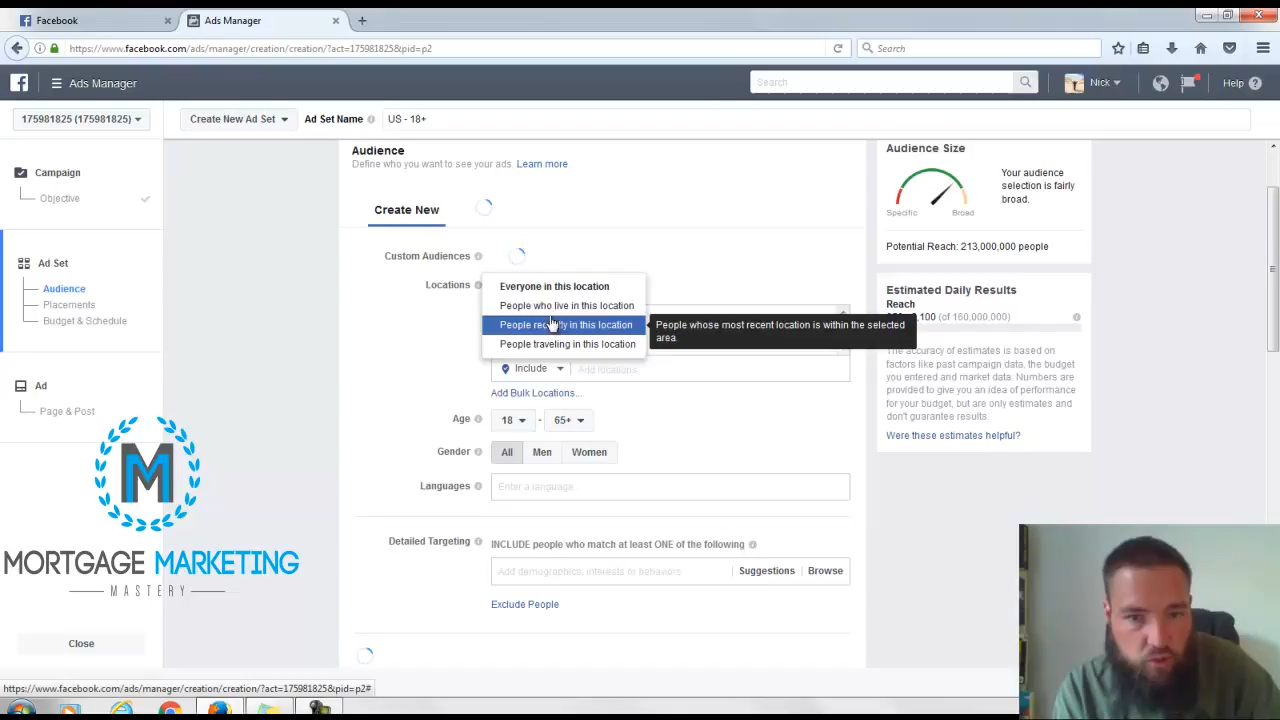 Facebook
Ads Manager
https://www.facebook.com/ads/manager/creation/creation/?act=175981825&pid=p2
Search
Ads Manager
Search
Nick
Help
175981825 (175981825)
Create New Ad Set
Ad Set Name
US - 18+
Campaign
Objective
Ad Set
Audience
Placements
Budget & Schedule
Ad
Page & Post
Close
Audience
Define who you want to see your ads. Learn more
Create New
Custom Audiences
Locations
Everyone in this location
People who live in this location
People recently in this location
People traveling in this location
People whose most recent location is within the selected
area.
Include
Add locations
Add Bulk Locations...
Age
18 - 65+
Gender
All Men Women
Languages
Enter a language...
Detailed Targeting
INCLUDE people who match at least ONE of the following
Add demographics, interests or behaviors
Suggestions
Browse
Exclude People
Audience Size
Specific
Broad
Your audience
selection is fairly
broad.
Potential Reach: 213,000,000 people
Estimated Daily Results
Reach
(of 160,000,000)
The accuracy of estimates is based on
factors like past campaign data, the budget
you entered and market data. Numbers are
provided to give you an idea of performance
for your budget, but are only estimates and
don't guarantee results.
Were these estimates helpful?
M
MORTGAGE MARKETING
MASTERY
https://www.facebook.com/ads/manager/creation/creation/?act=175981825&pid=p2#